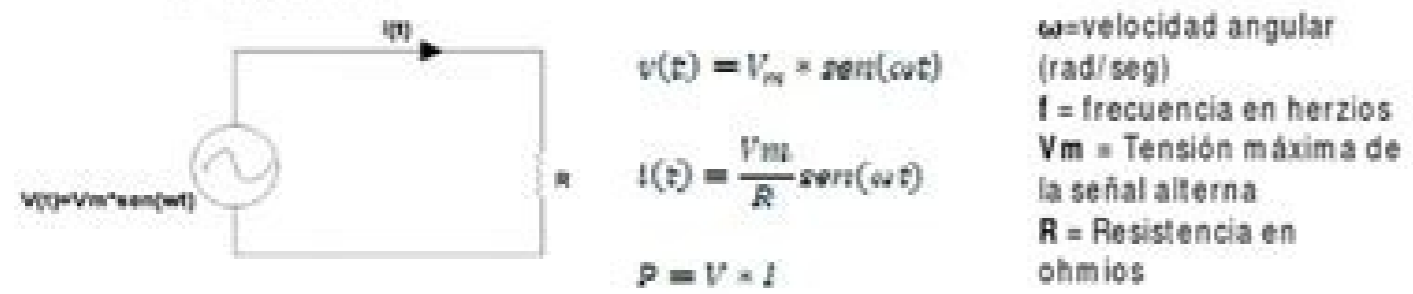 i(t)
V(t)=Vm*sen(wt)
R
v(t) = Vm * sen(ωt)
i(t) = Vm/R sen(ωt)
P = V * I
ω=velocidad angular
(rad/seg)
f = frecuencia en herzios
Vm = Tensión máxima de
la señal alterna
R = Resistencia en
ohmios